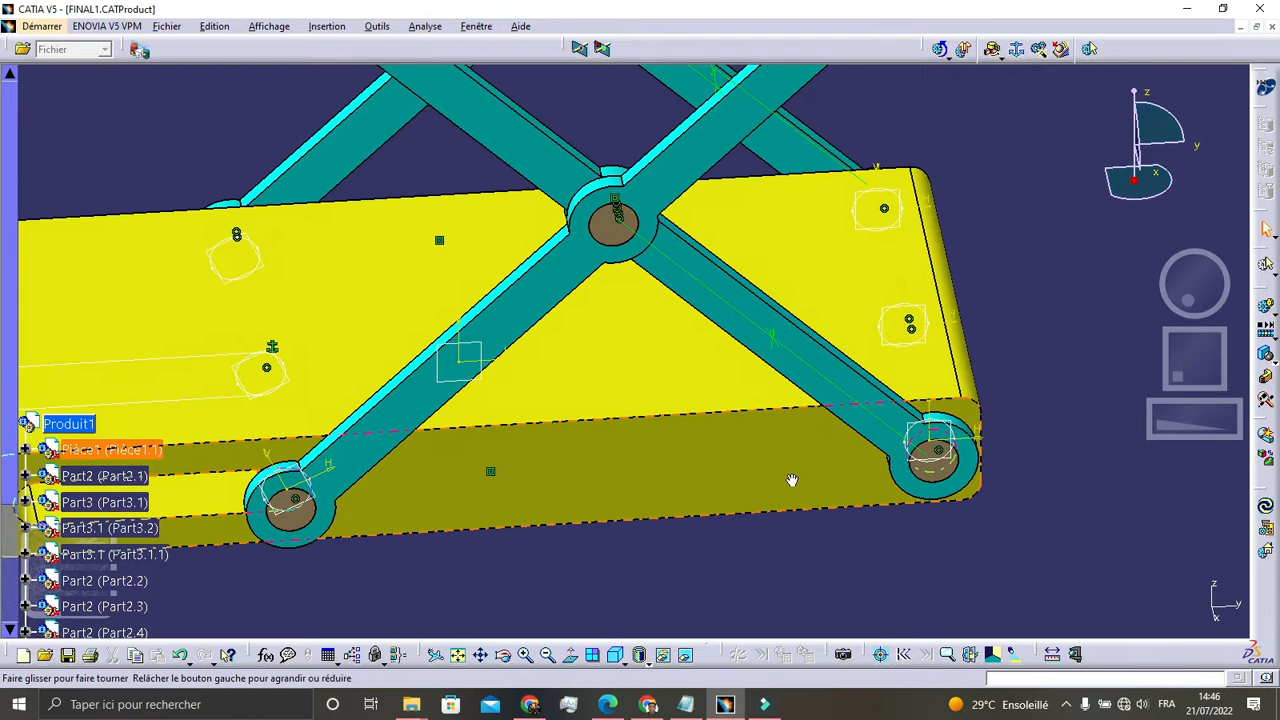 CATIA V5 - [FINAL1.CATProduct]
Démarrer ENOVIA V5 VPM Fichier Edition Affichage Insertion Outils Analyse Fenêtre Aide
Fichier
z
y
x
V
H
H
Produit1
Pièce1 (Pièce1.1)
Part2 (Part2.1)
Part3 (Part3.1)
Part3.1 (Part3.2)
Part3.1 (Part3.1.1)
Part2 (Part2.2)
Part2 (Part2.3)
Part2 (Part2.4)
z
y
x
f(x)
CATIA
Faire glisser pour faire tourner Relâcher le bouton gauche pour agrandir ou réduire
Taper ici pour rechercher
29°C Ensoleillé
FRA
14:46
21/07/2022